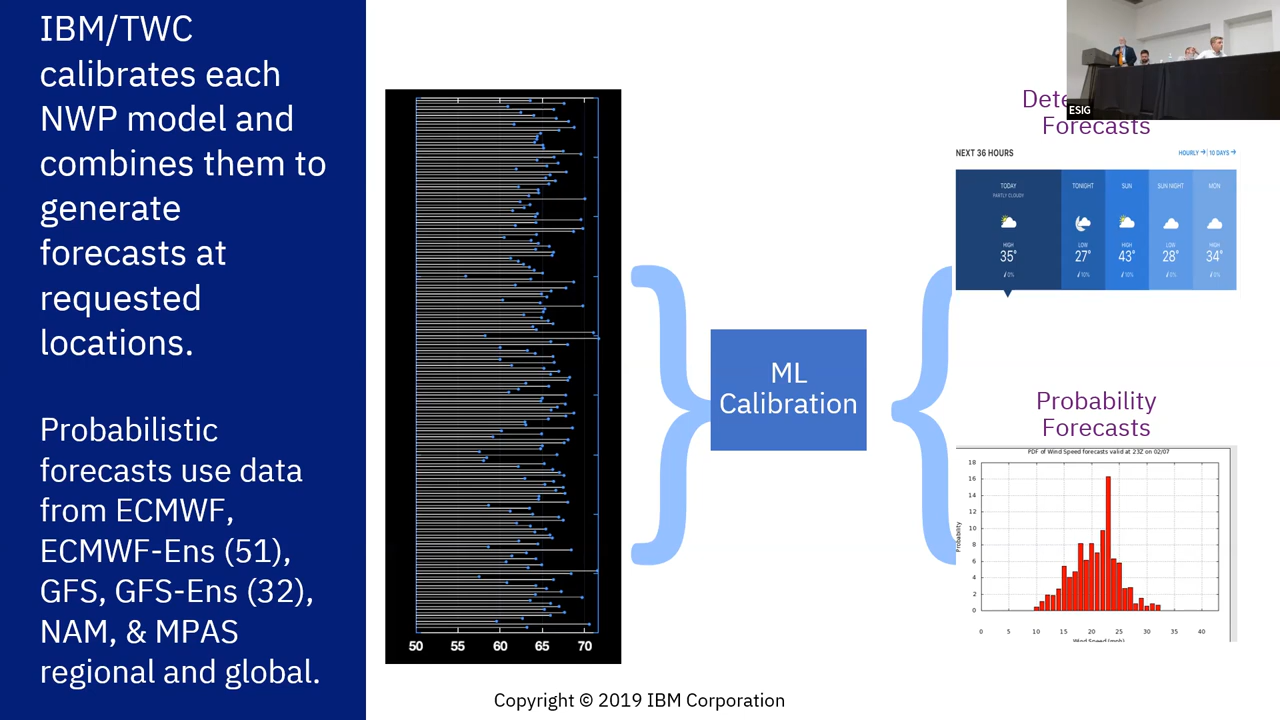 IBM/TWC
calibrates each
NWP model and
combines them to
generate
forecasts at
requested
locations.
Probabilistic
forecasts use data
from ECMWF,
ECMWF-Ens (51),
GFS, GFS-Ens (32),
NAM, & MPAS
regional and global.
50 55 60 65 70
ML
Calibration
ESIG
Forecasts
NEXT 36 HOURS
HOURLY → | 10 DAYS →
TODAY TONIGHT SUN SUN NIGHT MON
PARTLY CLOUDY
HIGH LOW HIGH LOW HIGH
35° 27° 43° 28° 34°
0% 10% 10% 0% 0%
Probability
Forecasts
PDF of Wind Speed forecasts valid at 23Z on 02/07
Probability
18
16
14
12
10
8
6
4
2
0
0 5 10 15 20 25 30 35 40
Wind Speed (mph)
Copyright © 2019 IBM Corporation